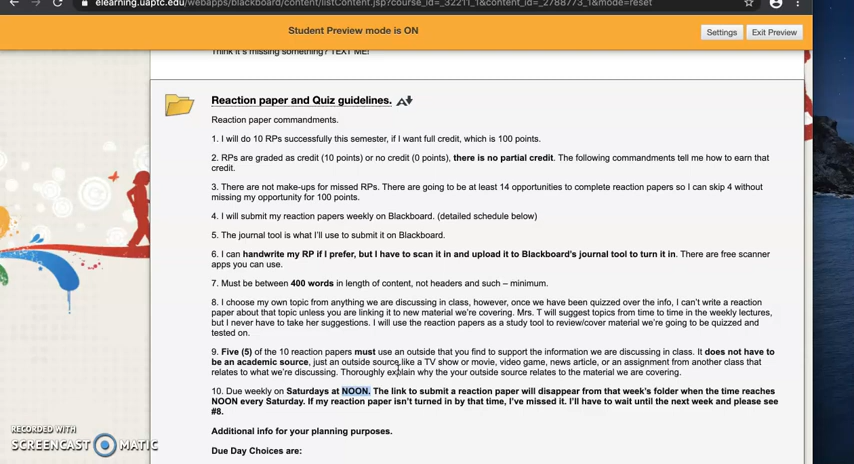 elearning.uaptc.edu/webapps/blackboard/content/listContent.jsp?course_id=_32211_1&content_id=_2788773_1&mode=reset
Student Preview mode is ON
Settings
Exit Preview
Think it's missing something? TEXT ME!
Reaction paper and Quiz guidelines.
Reaction paper commandments.
1. I will do 10 RPs successfully this semester, if I want full credit, which is 100 points.
2. RPs are graded as credit (10 points) or no credit (0 points), there is no partial credit. The following commandments tell me how to earn that
credit.
3. There are not make-ups for missed RPs. There are going to be at least 14 opportunities to complete reaction papers so I can skip 4 without
missing my opportunity for 100 points.
4. I will submit my reaction papers weekly on Blackboard. (detailed schedule below)
5. The journal tool is what I'll use to submit it on Blackboard.
6. I can handwrite my RP if I prefer, but I have to scan it in and upload it to Blackboard's journal tool to turn it in. There are free scanner
apps you can use.
7. Must be between 400 words in length of content, not headers and such – minimum.
8. I choose my own topic from anything we are discussing in class, however, once we have been quizzed over the info, I can't write a reaction
paper about that topic unless you are linking it to new material we're covering. Mrs. T will suggest topics from time to time in the weekly lectures,
but I never have to take her suggestions. I will use the reaction papers as a study tool to review/cover material we're going to be quizzed and
tested on.
9. Five (5) of the 10 reaction papers must use an outside that you find to support the information we are discussing in class. It does not have to
be an academic source, just an outside source like a TV show or movie, video game, news article, or an assignment from another class that
relates to what we're discussing. Thoroughly explain why the your outside source relates to the material we are covering.
10. Due weekly on Saturdays at NOON. The link to submit a reaction paper will disappear from that week's folder when the time reaches
NOON every Saturday. If my reaction paper isn't turned in by that time, I've missed it. I'll have to wait until the next week and please see
#8.
Additional info for your planning purposes.
Due Day Choices are:
RECORDED WITH
SCREENCAST MATIC